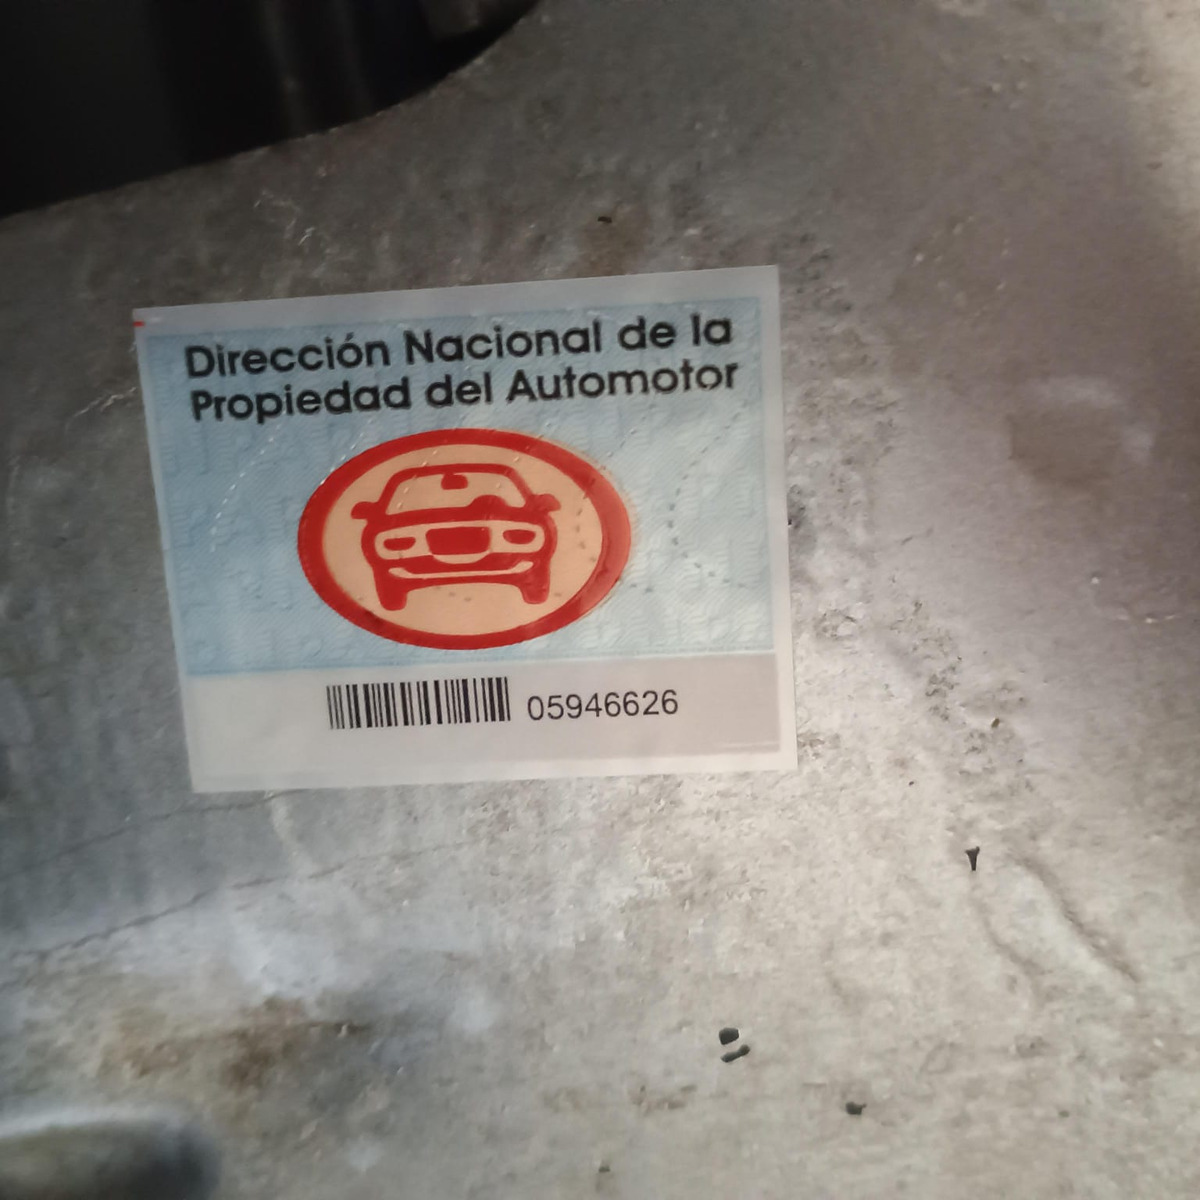 Dirección Nacional de la
Propiedad del Automotor
05946626